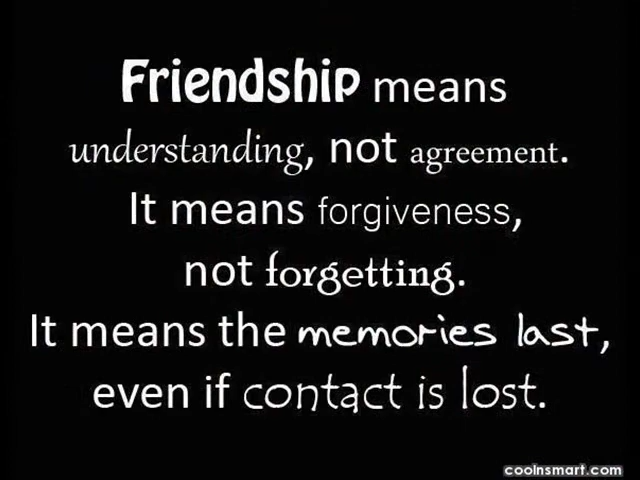 Friendship means
understanding, not agreement.
It means forgiveness,
not forgetting.
It means the memories last,
even if contact is lost.
coolnsmart.com